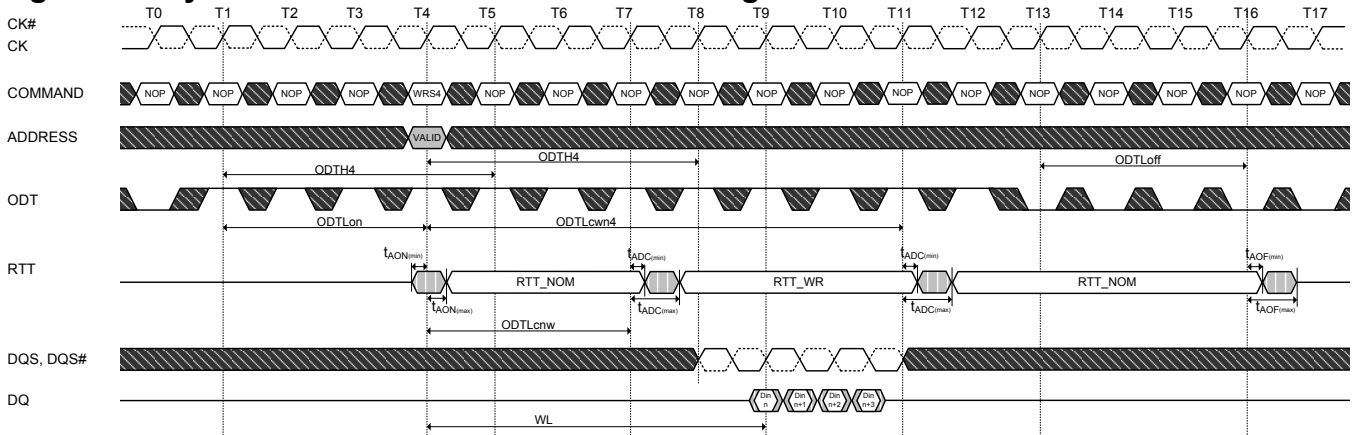 T0 T1 T2 T3 T4 T5 T6 T7 T8 T9 T10 T11 T12 T13 T14 T15 T16 T17
CK#
CK
COMMAND NOP NOP NOP NOP WRS4 NOP NOP NOP NOP NOP NOP NOP NOP NOP NOP NOP NOP NOP
ADDRESS VALID
ODTH4 ODTLoff
ODTH4
ODT
ODTLon ODTLcwn4
tAON(min) tADC(min) tADC(min) tAOF(min)
RTT RTT_NOM RTT_WR RTT_NOM
tAON(max) tADC(max) tADC(max) tAOF(max)
ODTLcnw
DQS, DQS#
DQ Din n Din n+1 Din n+2 Din n+3
WL